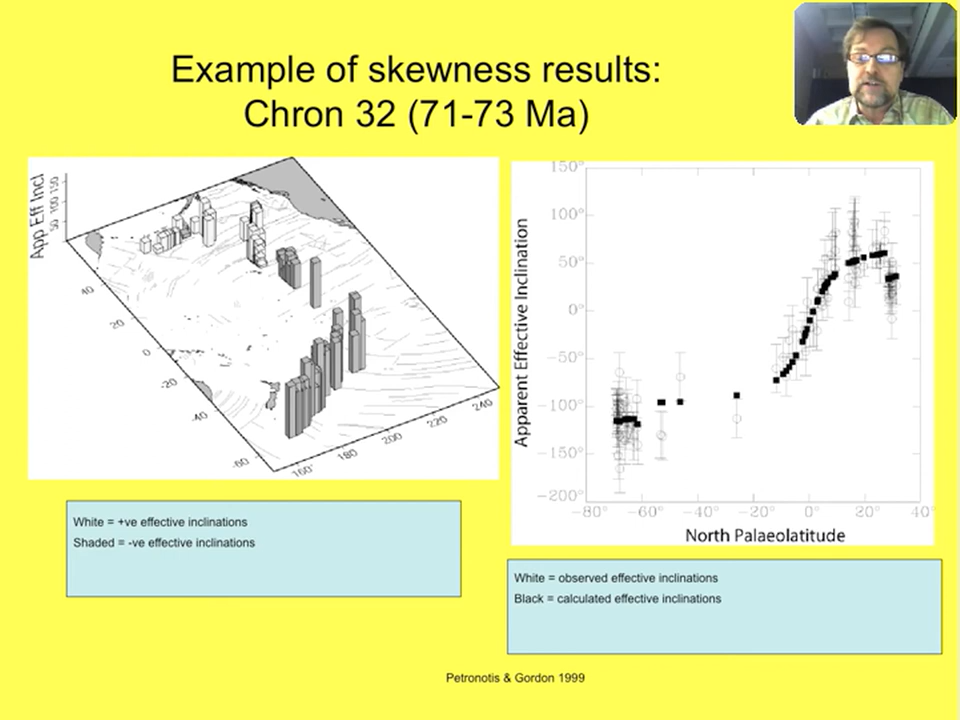 Example of skewness results:
Chron 32 (71-73 Ma)
App Eff Incl
50 100 150
40
20
0
-20
-40
-60
160°
180
200
220
240
150°
100°
50°
0°
-50°
-100°
-150°
-200°
-80° -60° -40° -20° 0° 20° 40°
Apparent Effective Inclination
North Palaeolatitude
White = +ve effective inclinations
Shaded = -ve effective inclinations
White = observed effective inclinations
Black = calculated effective inclinations
Petronotis & Gordon 1999